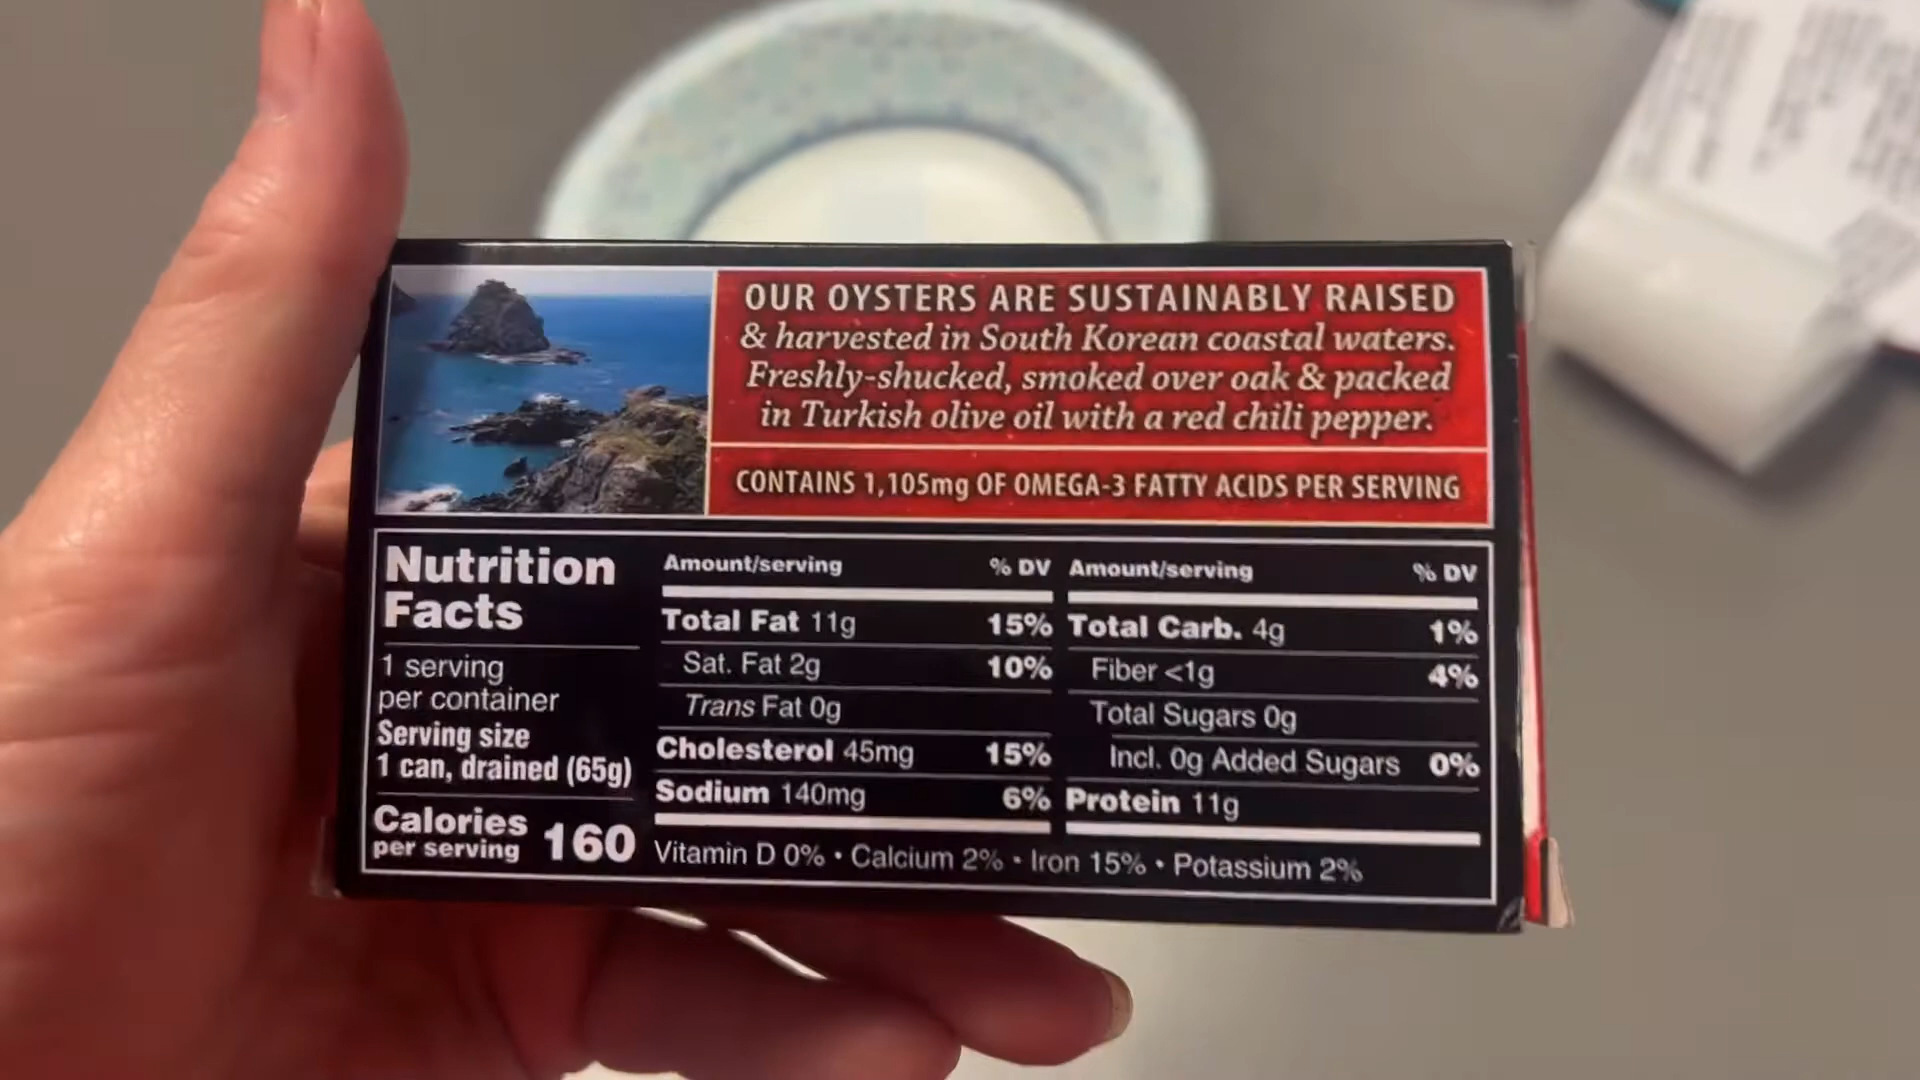 OUR OYSTERS ARE SUSTAINABLY RAISED
& harvested in South Korean coastal waters.
Freshly-shucked, smoked over oak & packed
in Turkish olive oil with a red chili pepper.
CONTAINS 1,105mg OF OMEGA-3 FATTY ACIDS PER SERVING
Nutrition
Facts
1 serving
per container
Serving size
1 can, drained (65g)
Calories
per serving 160
Amount/serving % DV
Total Fat 11g 15%
Sat. Fat 2g 10%
Trans Fat 0g
Cholesterol 45mg 15%
Sodium 140mg 6%
Amount/serving % DV
Total Carb. 4g 1%
Fiber <1g 4%
Total Sugars 0g
Incl. 0g Added Sugars 0%
Protein 11g
Vitamin D 0% • Calcium 2% • Iron 15% • Potassium 2%